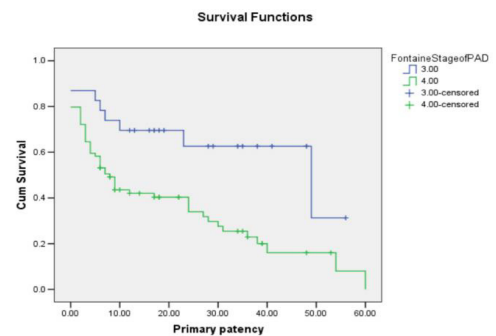 Survival Functions
FontaineStageofPAD
3.00
4.00
3.00-censored
4.00-censored
Cum Survival
1.0
0.8
0.6
0.4
0.2
0.0
0.00 10.00 20.00 30.00 40.00 50.00 60.00
Primary patency